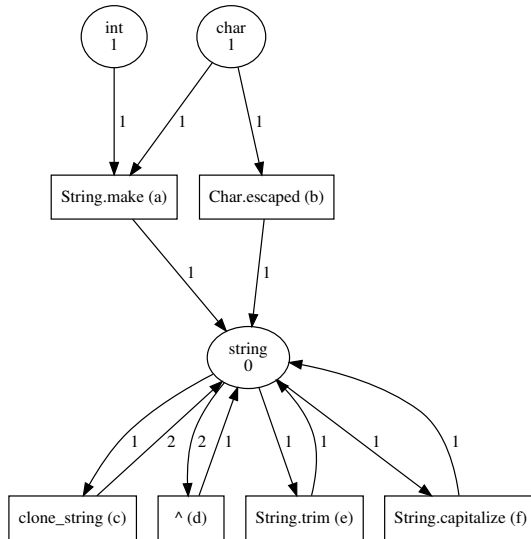 int
1
char
1
1
1
1
String.make (a)
Char.escaped (b)
1
1
string
0
1
2
2
1
1
1
1
1
clone_string (c)
^ (d)
String.trim (e)
String.capitalize (f)